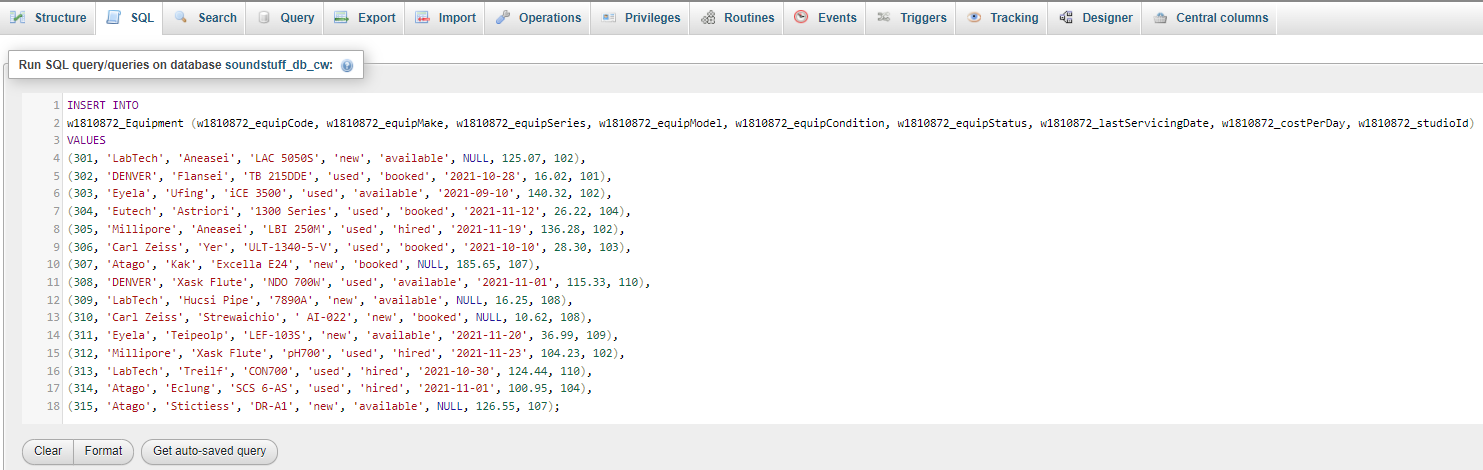 Structure SQL Search Query Export Import Operations Privileges Routines Events Triggers Tracking Designer Central columns
Run SQL query/queries on database soundstuff_db_cw:
1 INSERT INTO
2 w1810872_Equipment (w1810872_equipCode, w1810872_equipMake, w1810872_equipSeries, w1810872_equipModel, w1810872_equipCondition, w1810872_equipStatus, w1810872_lastServicingDate, w1810872_costPerDay, w1810872_studioId)
3 VALUES
4 (301, 'LabTech', 'Aneasei', 'LAC 5050S', 'new', 'available', NULL, 125.07, 102),
5 (302, 'DENVER', 'Flansei', 'TB 215DDE', 'used', 'booked', '2021-10-28', 16.02, 101),
6 (303, 'Eyela', 'Ufing', 'iCE 3500', 'used', 'available', '2021-09-10', 140.32, 102),
7 (304, 'Eutech', 'Astriori', '1300 Series', 'used', 'booked', '2021-11-12', 26.22, 104),
8 (305, 'Millipore', 'Aneasei', 'LBI 250M', 'used', 'hired', '2021-11-19', 136.28, 102),
9 (306, 'Carl Zeiss', 'Yer', 'ULT-1340-5-V', 'used', 'booked', '2021-10-10', 28.30, 103),
10 (307, 'Atago', 'Kak', 'Excella E24', 'new', 'booked', NULL, 185.65, 107),
11 (308, 'DENVER', 'Xask Flute', 'NDO 700W', 'used', 'available', '2021-11-01', 115.33, 110),
12 (309, 'LabTech', 'Hucsi Pipe', '7890A', 'new', 'available', NULL, 16.25, 108),
13 (310, 'Carl Zeiss', 'Strewaichio', ' AI-022', 'new', 'booked', NULL, 10.62, 108),
14 (311, 'Eyela', 'Teipeolp', 'LEF-103S', 'new', 'available', '2021-11-20', 36.99, 109),
15 (312, 'Millipore', 'Xask Flute', 'pH700', 'used', 'hired', '2021-11-23', 104.23, 102),
16 (313, 'LabTech', 'Treilf', 'CON700', 'used', 'hired', '2021-10-30', 124.44, 110),
17 (314, 'Atago', 'Eclung', 'SCS 6-AS', 'used', 'hired', '2021-11-01', 100.95, 104),
18 (315, 'Atago', 'Stictiess', 'DR-A1', 'new', 'available', NULL, 126.55, 107);
Clear Format Get auto-saved query